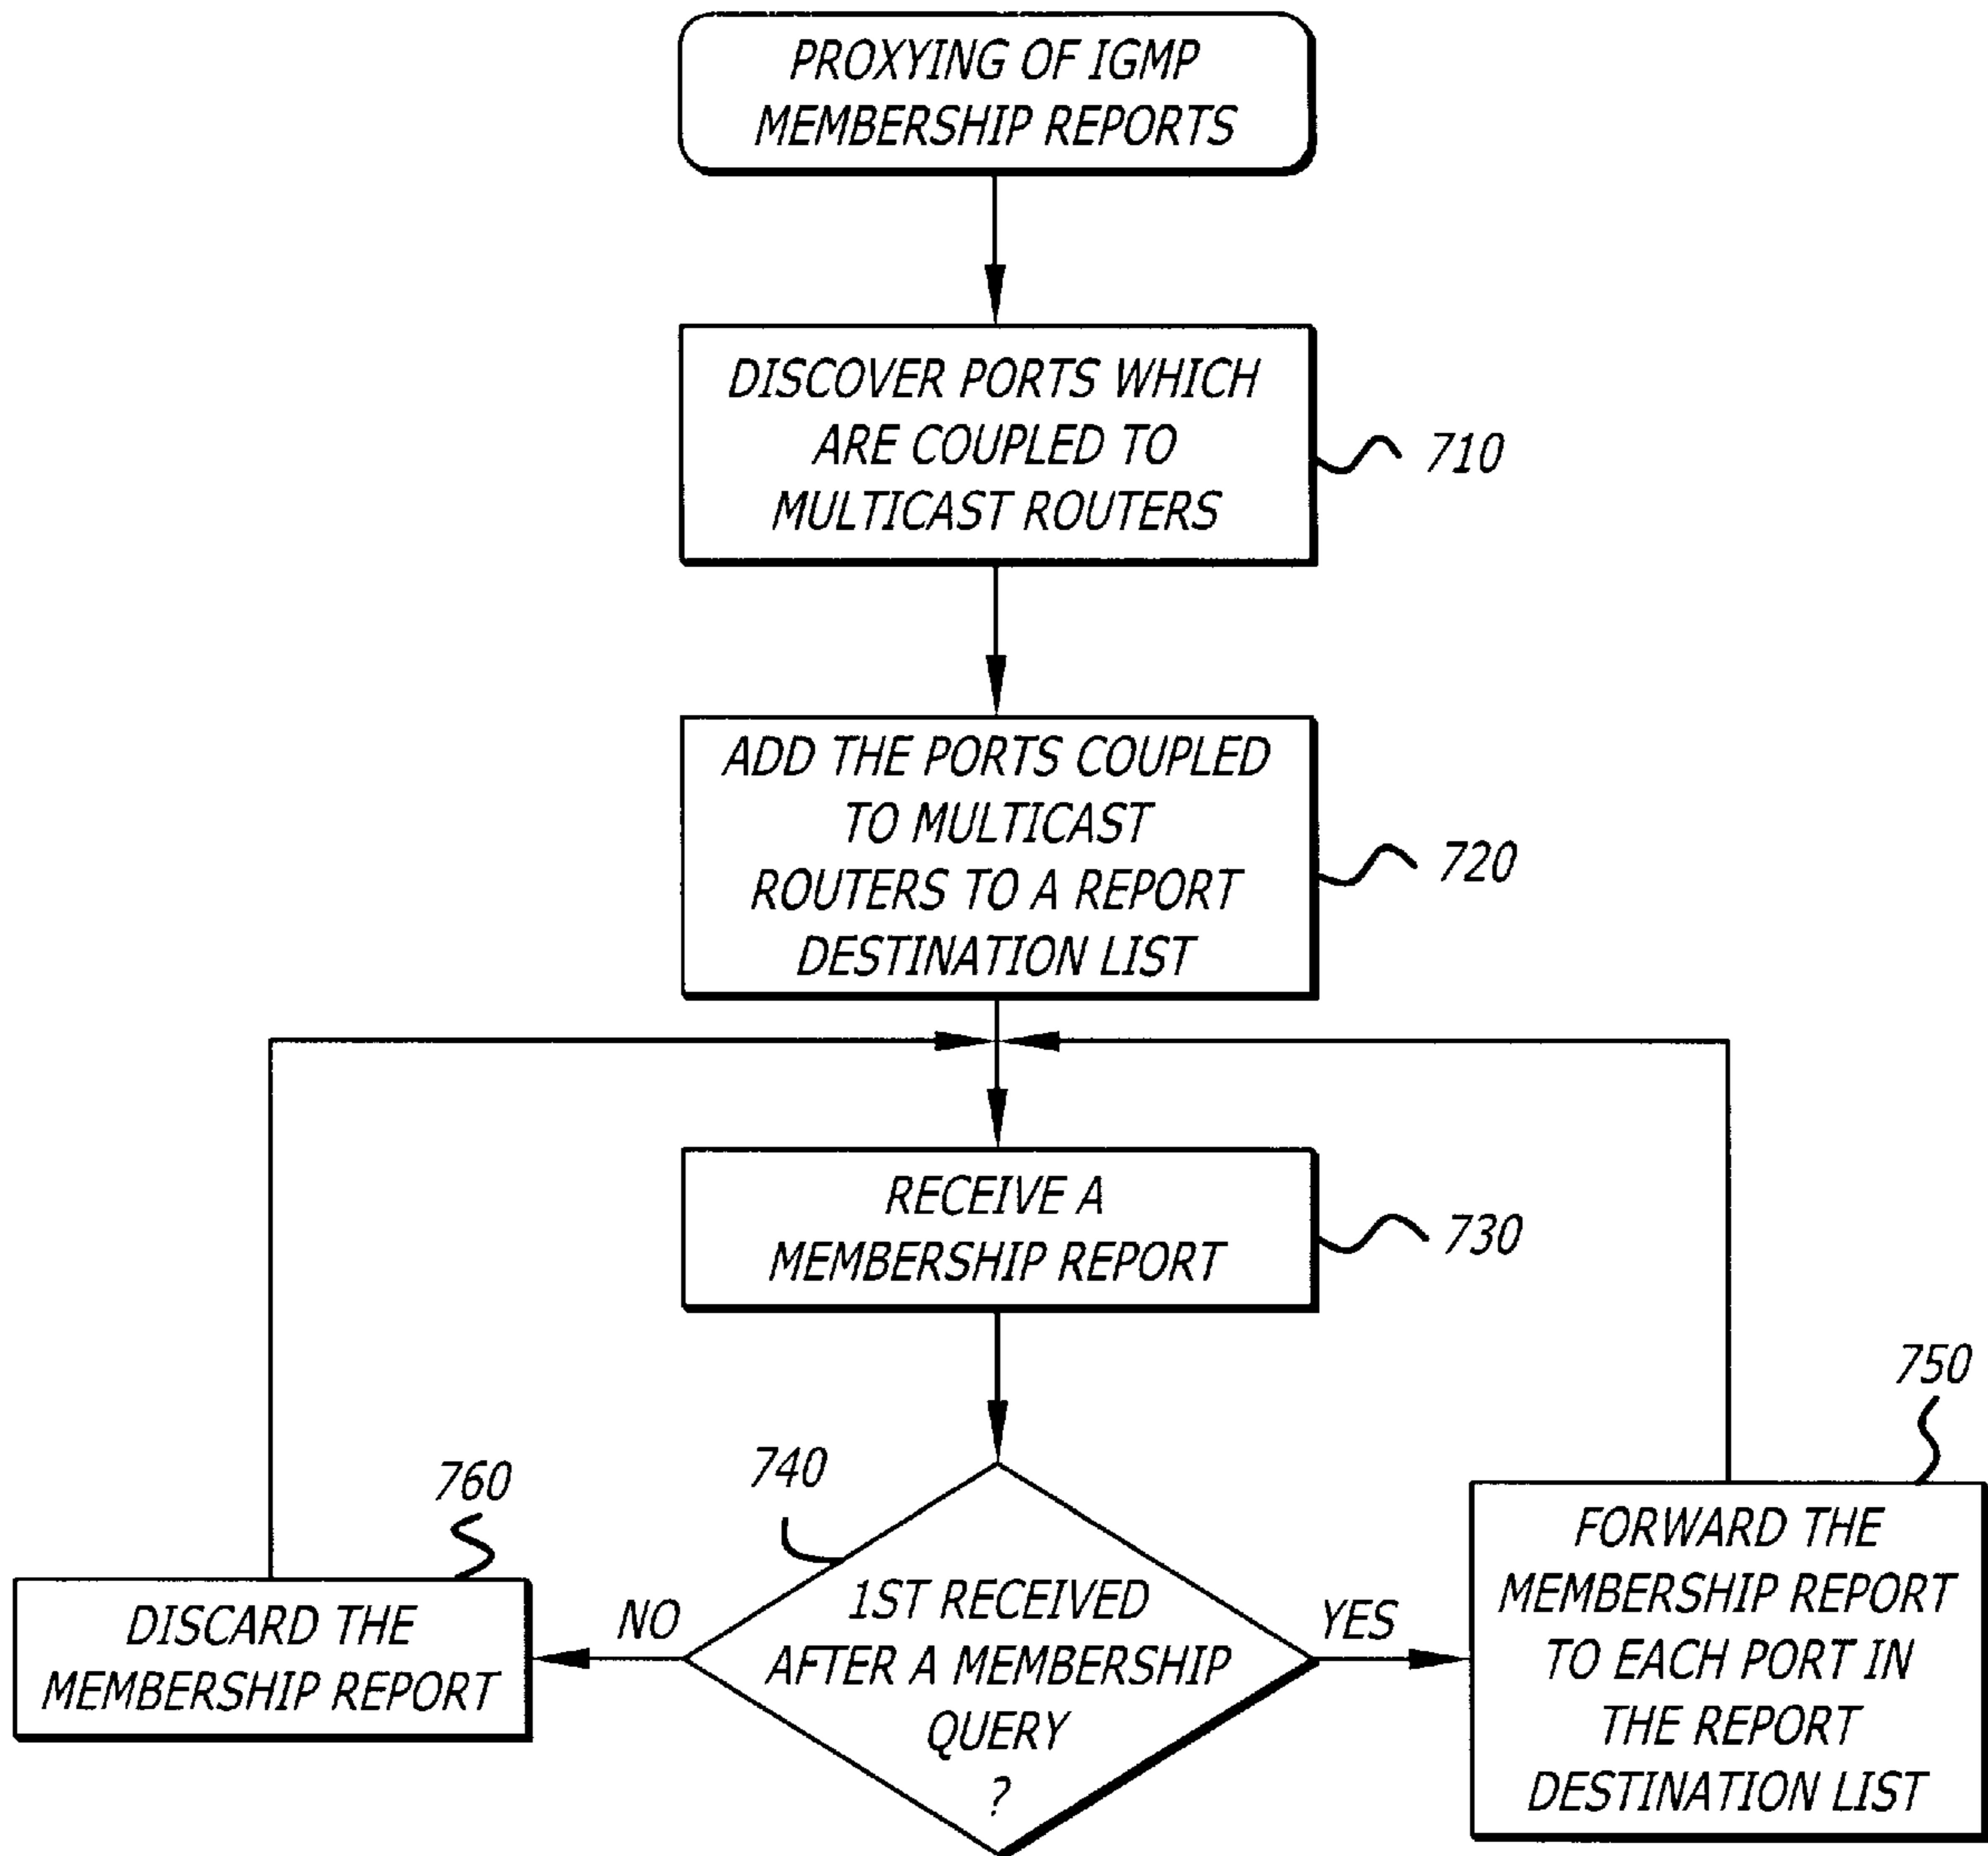 PROXYING OF IGMP
MEMBERSHIP REPORTS
DISCOVER PORTS WHICH
ARE COUPLED TO
MULTICAST ROUTERS
710
ADD THE PORTS COUPLED
TO MULTICAST
ROUTERS TO A REPORT
DESTINATION LIST
720
RECEIVE A
MEMBERSHIP REPORT
730
740
1ST RECEIVED
AFTER A MEMBERSHIP
QUERY
?
NO
YES
760
DISCARD THE
MEMBERSHIP REPORT
750
FORWARD THE
MEMBERSHIP REPORT
TO EACH PORT IN
THE REPORT
DESTINATION LIST